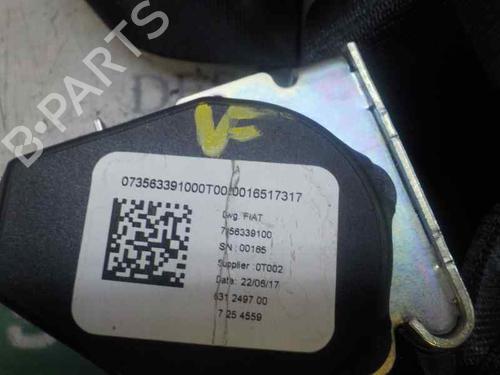 B-PARTS
VF
073563391000T00 0016517317
Dwg. FIAT
7356339100
SN : 00165
Supplier :0T002
Date: 22/06/17
631 2497 00
7 25 4559